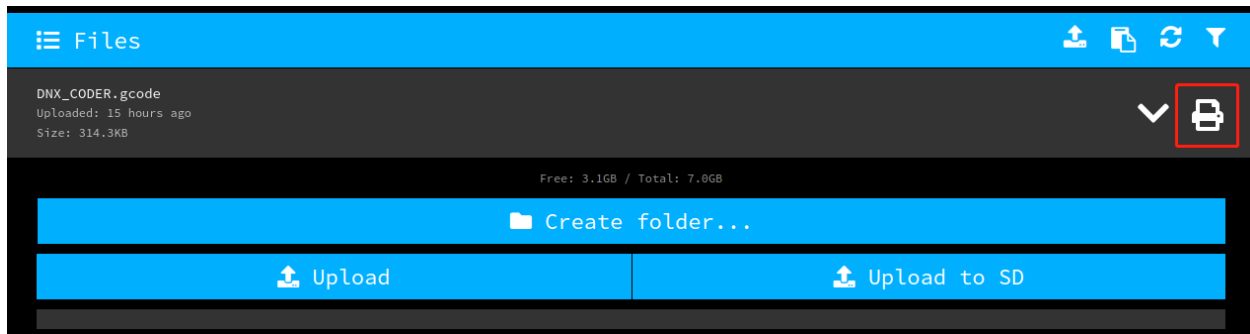 Files
DNX_CODER.gcode
Uploaded: 15 hours ago
Size: 314.3KB
Free: 3.1GB / Total: 7.0GB
Create folder...
Upload
Upload to SD